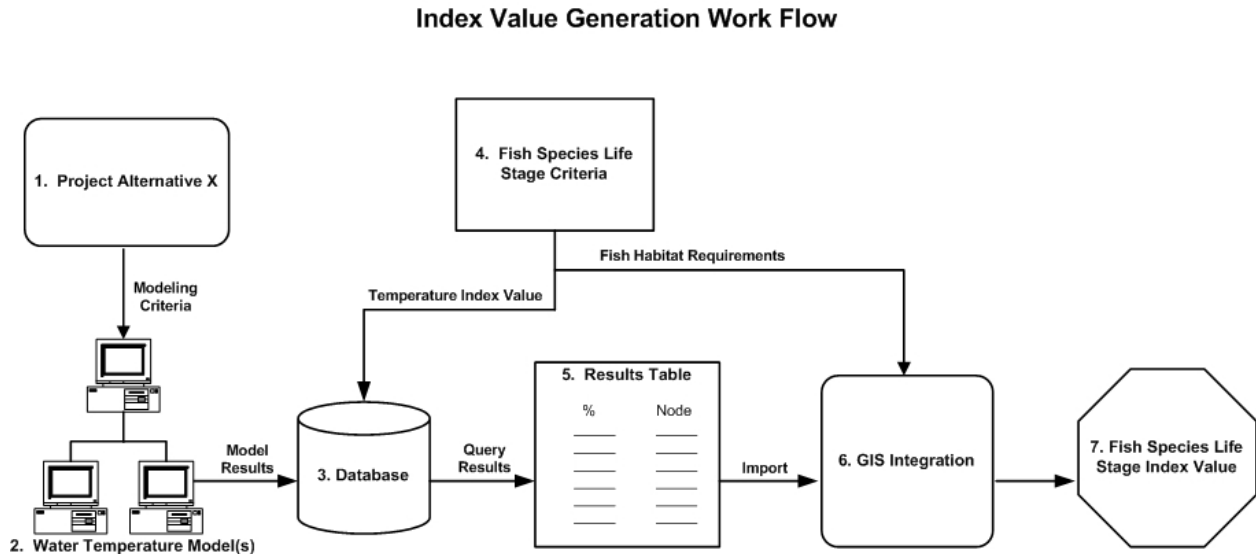 Index Value Generation Work Flow
4. Fish Species Life
Stage Criteria
1. Project Alternative X
Fish Habitat Requirements
Modeling
Criteria
Temperature Index Value
5. Results Table
% Node
Model
Results
3. Database
Query
Results
Import
6. GIS Integration
7. Fish Species Life
Stage Index Value
2. Water Temperature Model(s)